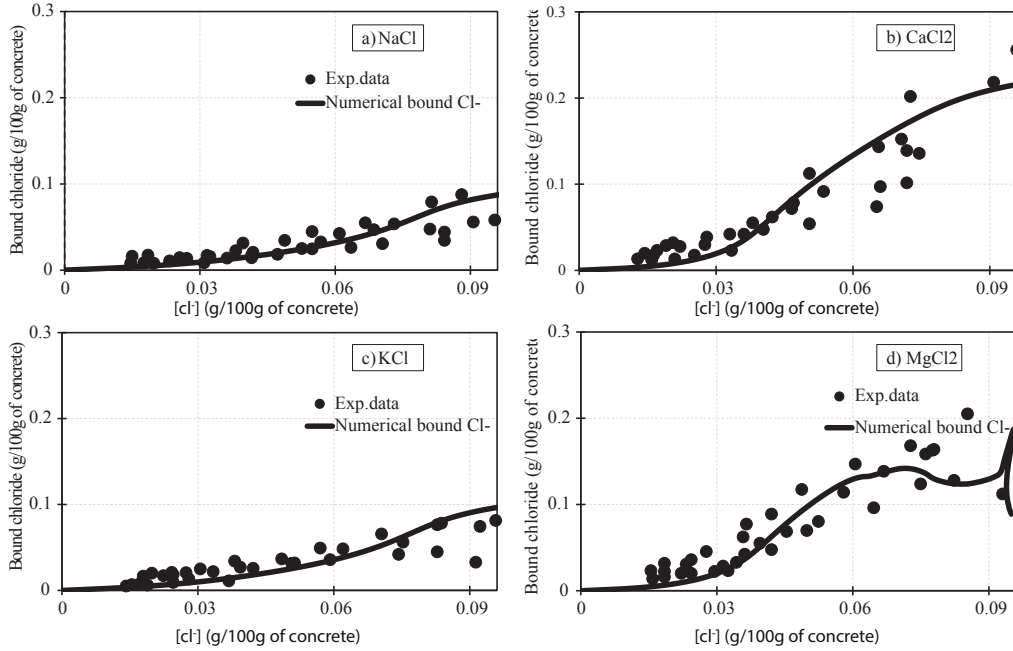 0.3
0.2
0.1
0
Bound chloride (g/100g of concrete)
a) NaCl
Exp.data
Numerical bound Cl-
0 0.03 0.06 0.09
[cl-] (g/100g of concrete)
0.3
0.2
0.1
0
Bound chloride (g/100g of concrete
b) CaCl2
0 0.03 0.06 0.09
[cl-] (g/100g of concrete)
0.3
0.2
0.1
0
Bound chloride (g/100g of concrete)
c) KCl
Exp.data
Numerical bound Cl-
0 0.03 0.06 0.09
[cl-] (g/100g of concrete)
0.3
0.2
0.1
0
Bound chloride (g/100g of concrete
d) MgCl2
Exp.data
Numerical bound Cl-
0 0.03 0.06 0.09
[cl-] (g/100g of concrete)